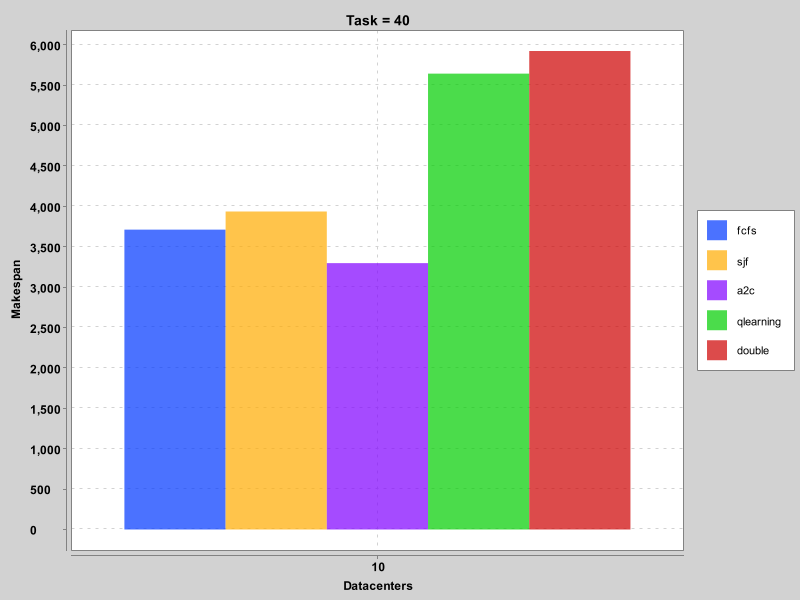 Task = 40
Makespan
6,000
5,500
5,000
4,500
4,000
3,500
3,000
2,500
2,000
1,500
1,000
500
0
10
Datacenters
fcfs
sjf
a2c
qlearning
double